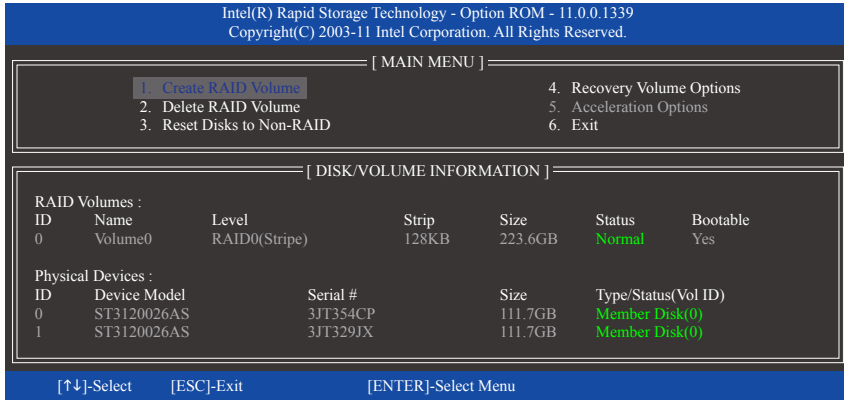 Intel(R) Rapid Storage Technology - Option ROM - 11.0.0.1339
Copyright(C) 2003-11 Intel Corporation. All Rights Reserved.
[ MAIN MENU ]
1. Create RAID Volume 4. Recovery Volume Options
2. Delete RAID Volume 5. Acceleration Options
3. Reset Disks to Non-RAID 6. Exit
[ DISK/VOLUME INFORMATION ]
RAID Volumes :
ID Name Level Strip Size Status Bootable
0 Volume0 RAID0(Stripe) 128KB 223.6GB Normal Yes
Physical Devices :
ID Device Model Serial # Size Type/Status(Vol ID)
0 ST3120026AS 3JT354CP 111.7GB Member Disk(0)
1 ST3120026AS 3JT329JX 111.7GB Member Disk(0)
[↑↓]-Select [ESC]-Exit [ENTER]-Select Menu